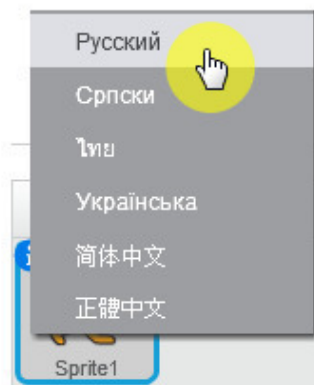 Русский
Српски
ไทย
Українська
简体中文
正體中文
Sprite1